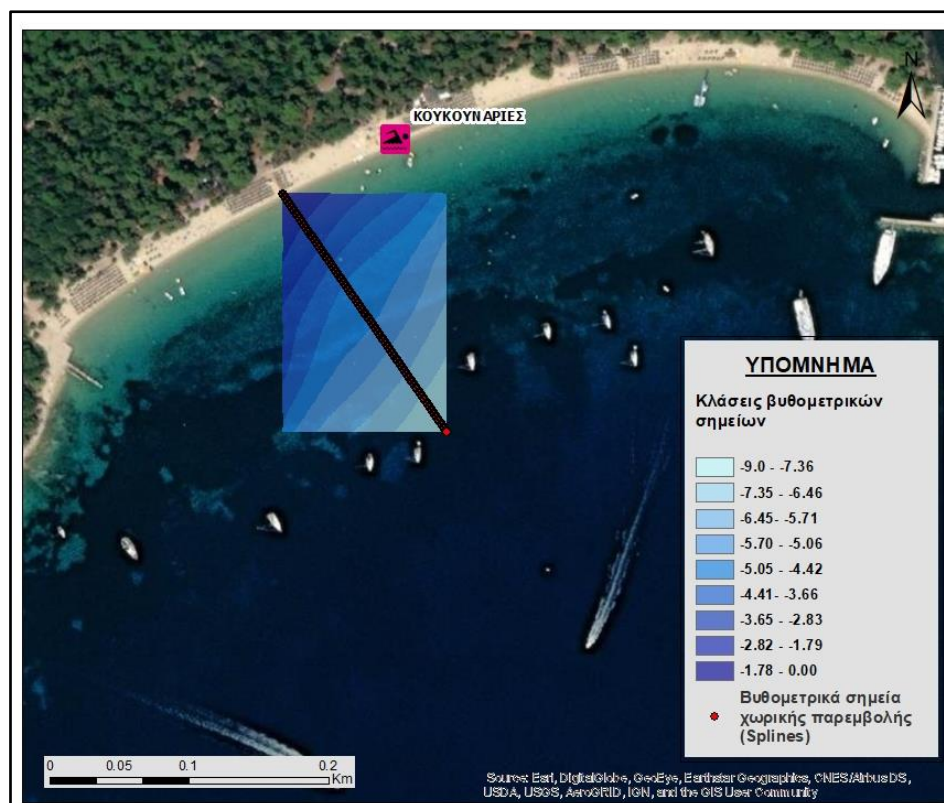 N
ΚΟΥΚΟΥΝΑΡΙΕΣ
ΥΠΟΜΝΗΜΑ
Κλάσεις βυθομετρικών
σημείων
-9.0 - -7.36
-7.35 - -6.46
-6.45- -5.71
-5.70 - -5.06
-5.05 - -4.42
-4.41- -3.66
-3.65 - -2.83
-2.82 - -1.79
-1.78 - 0.00
Βυθομετρικά σημεία
χωρικής παρεμβολής
(Splines)
0 0.05 0.1 0.2
Km
Source: Esri, DigitalGlobe, GeoEye, Earthstar Geographics, CNES/Airbus DS,
USDA, USGS, AeroGRID, IGN, and the GIS User Community